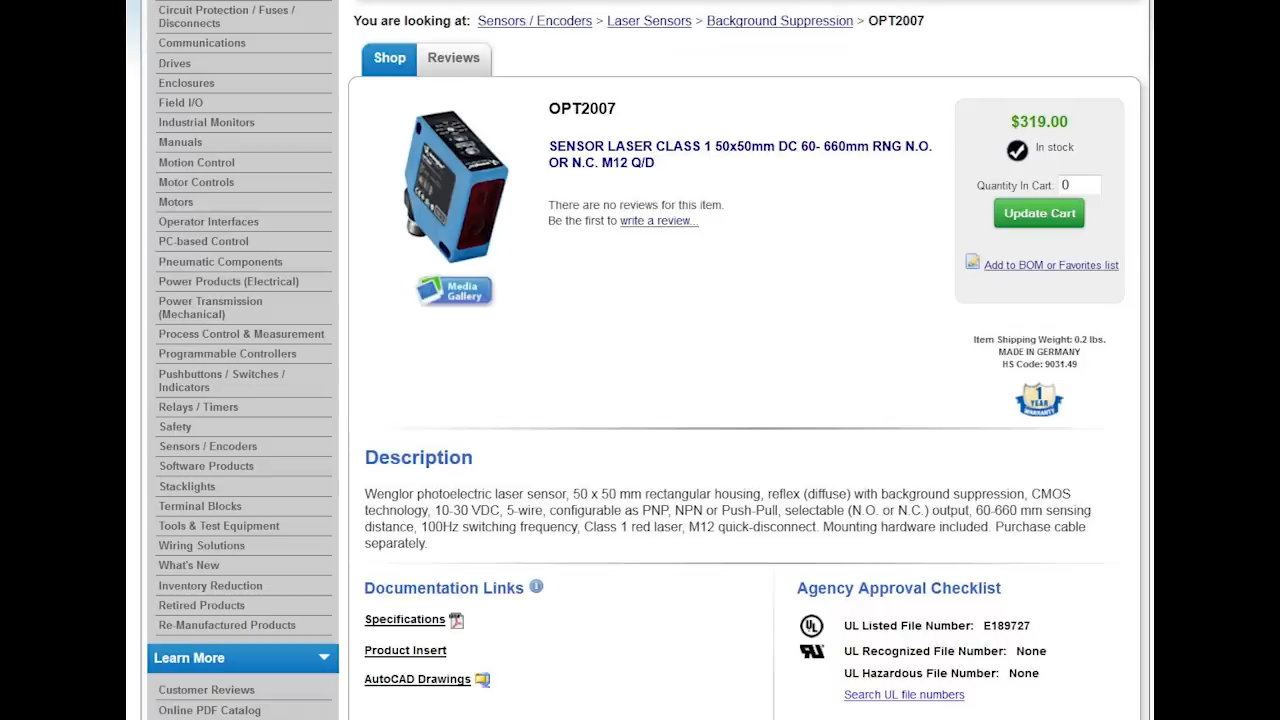 Circuit Protection / Fuses /
Disconnects
Communications
Drives
Enclosures
Field I/O
Industrial Monitors
Manuals
Motion Control
Motor Controls
Motors
Operator Interfaces
PC-based Control
Pneumatic Components
Power Products (Electrical)
Power Transmission
(Mechanical)
Process Control & Measurement
Programmable Controllers
Pushbuttons / Switches /
Indicators
Relays / Timers
Safety
Sensors / Encoders
Software Products
Stacklights
Terminal Blocks
Tools & Test Equipment
Wiring Solutions
What's New
Inventory Reduction
Retired Products
Re-Manufactured Products
Learn More
Customer Reviews
Online PDF Catalog
You are looking at: Sensors / Encoders > Laser Sensors > Background Suppression > OPT2007
Shop Reviews
OPT2007
SENSOR LASER CLASS 1 50x50mm DC 60- 660mm RNG N.O.
OR N.C. M12 Q/D
There are no reviews for this item.
Be the first to write a review...
Media
Gallery
$319.00
In stock
Quantity In Cart: 0
Update Cart
Add to BOM or Favorites list
Item Shipping Weight: 0.2 lbs.
MADE IN GERMANY
HS Code: 9031.49
1
YEAR
WARRANTY
Description
Wenglor photoelectric laser sensor, 50 x 50 mm rectangular housing, reflex (diffuse) with background suppression, CMOS
technology, 10-30 VDC, 5-wire, configurable as PNP, NPN or Push-Pull, selectable (N.O. or N.C.) output, 60-660 mm sensing
distance, 100Hz switching frequency, Class 1 red laser, M12 quick-disconnect. Mounting hardware included. Purchase cable
separately.
Documentation Links
Specifications
Product Insert
AutoCAD Drawings
Agency Approval Checklist
UL Listed File Number: E189727
UL Recognized File Number: None
UL Hazardous File Number: None
Search UL file numbers